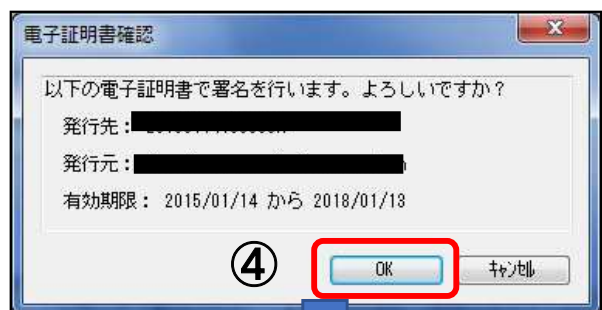 電子証明書確認
以下の電子証明書で署名を行います。よろしいですか?
発行先:
発行元:
有効期限: 2015/01/14 から 2018/01/13
④ OK キャンセル